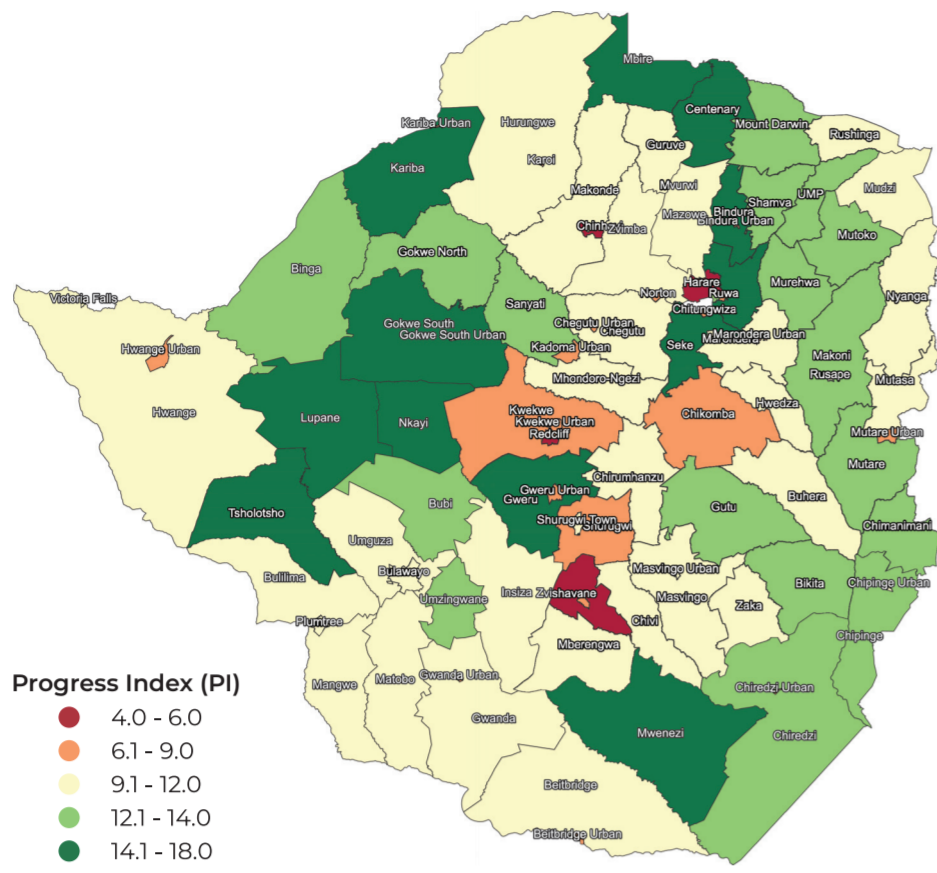 Mbire
Centenary
Mount Darwin
Rushinga
Kariba Urban
Hurungwe
Karoi
Guruve
Kariba
Makonde
Mvurwi
Mudzi
UMP
Shamva
Mazowe
Bindura
Bindura Urban
Chinhoyi
Zvimba
Mutoko
Gokwe North
Binga
Harare
Murehwa
Norton
Ruwa
Nyanga
Victoria Falls
Sanyati
Chitungwiza
Gokwe South
Gokwe South Urban
Chegutu Urban
Chegutu
Marondera Urban
Marondera
Seke
Hwange Urban
Kadoma Urban
Makoni
Rusape
Mutasa
Mhondoro-Ngezi
Hwange
Hwedza
Kwekwe
Chikomba
Lupane
Nkayi
Kwekwe Urban
Redcliff
Mutare Urban
Mutare
Chirumhanzu
Buhera
Gweru Urban
Gweru
Bubi
Gutu
Tsholotsho
Shurugwi Town
Shurugwi
Chimanimani
Umguza
Masvingo Urban
Bulawayo
Bulilima
Bikita
Chipinge Urban
Insiza
Zvishavane
Umzingwane
Masvingo
Zaka
Plumtree
Chivi
Chipinge
Mberengwa
Mangwe
Matobo
Gwanda Urban
Chiredzi Urban
Gwanda
Mwenezi
Chiredzi
Beitbridge
Beitbridge Urban
Progress Index (PI)
4.0 - 6.0
6.1 - 9.0
9.1 - 12.0
12.1 - 14.0
14.1 - 18.0